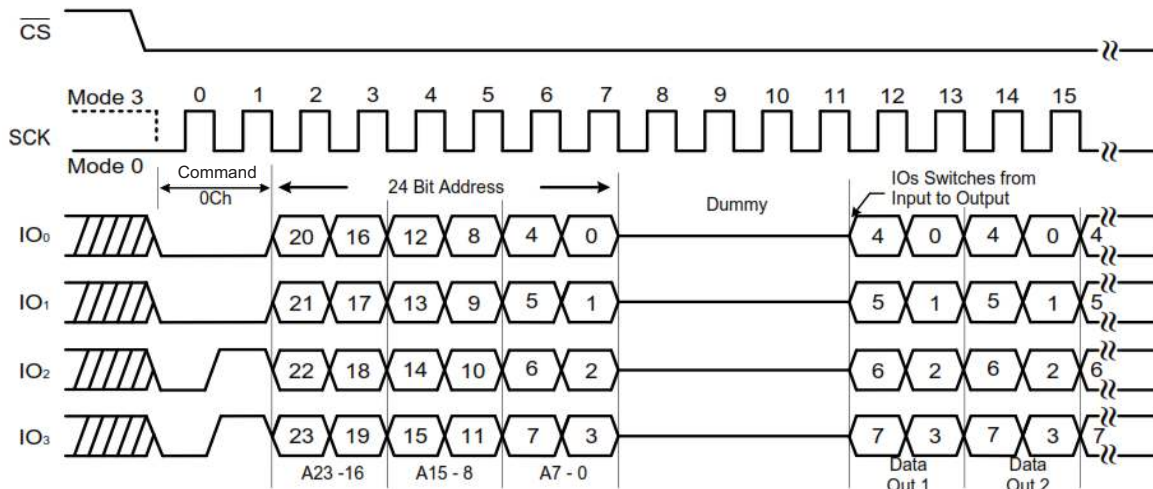 CS
Mode 3 0 1 2 3 4 5 6 7 8 9 10 11 12 13 14 15
SCK
Mode 0
Command 24 Bit Address IOs Switches from
0Ch Dummy Input to Output
IO₀ 20 16 12 8 4 0 4 0 4 0 4
IO₁ 21 17 13 9 5 1 5 1 5 1 5
IO₂ 22 18 14 10 6 2 6 2 6 2 6
IO₃ 23 19 15 11 7 3 7 3 7 3 7
A23 -16 A15 - 8 A7 - 0 Data Data
Out 1 Out 2